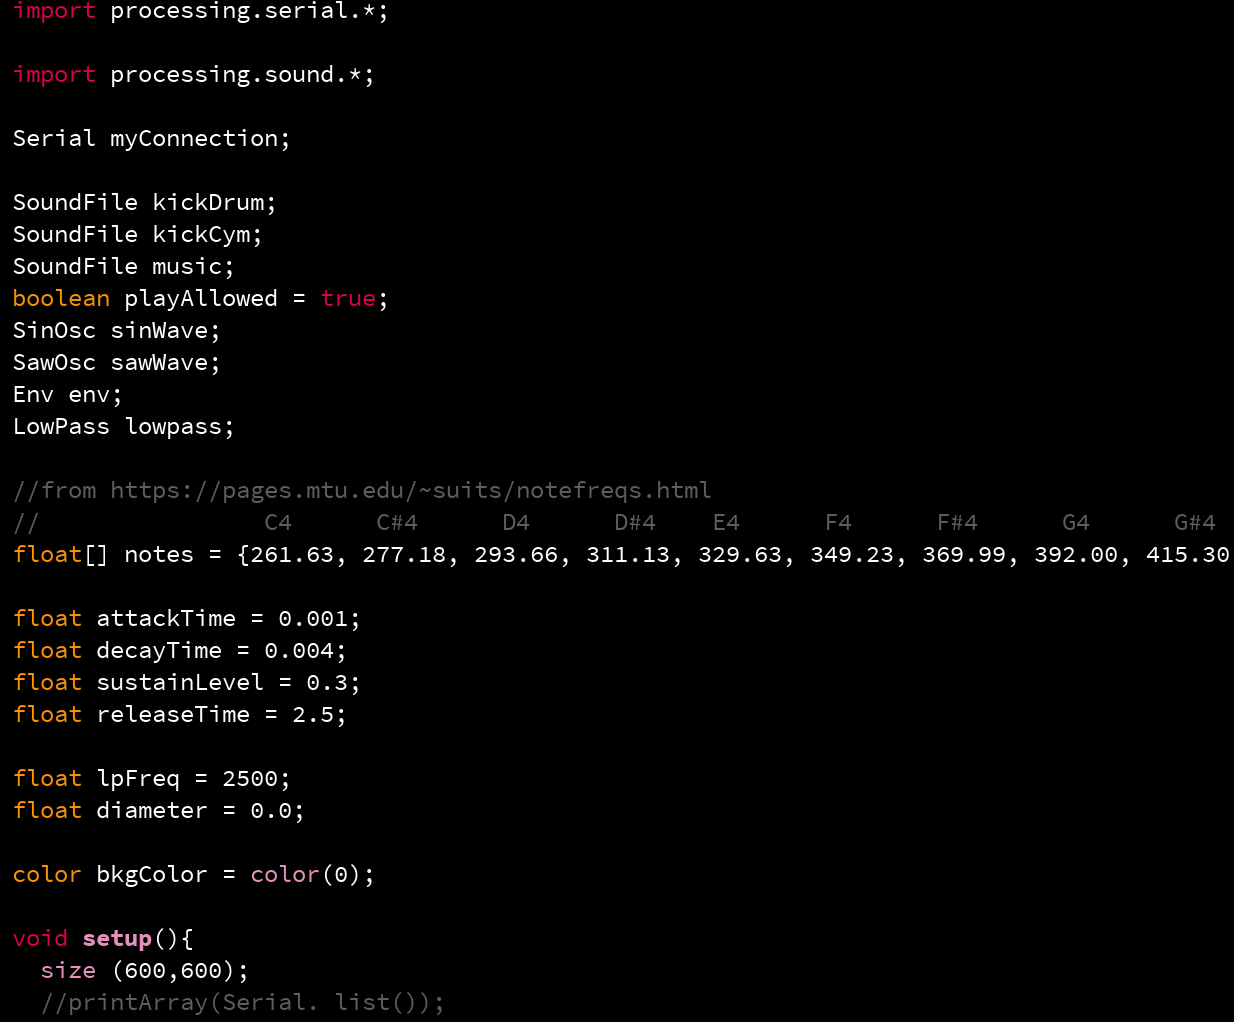 import processing.serial.*;
import processing.sound.*;
Serial myConnection;
SoundFile kickDrum;
SoundFile kickCym;
SoundFile music;
boolean playAllowed = true;
SinOsc sinWave;
SawOsc sawWave;
Env env;
LowPass lowpass;
//from https://pages.mtu.edu/~suits/notefreqs.html
//                C4      C#4      D4      D#4    E4      F4      F#4      G4      G#4
float[] notes = {261.63, 277.18, 293.66, 311.13, 329.63, 349.23, 369.99, 392.00, 415.30
float attackTime = 0.001;
float decayTime = 0.004;
float sustainLevel = 0.3;
float releaseTime = 2.5;
float lpFreq = 2500;
float diameter = 0.0;
color bkgColor = color(0);
void setup(){
  size (600,600);
  //printArray(Serial. list());